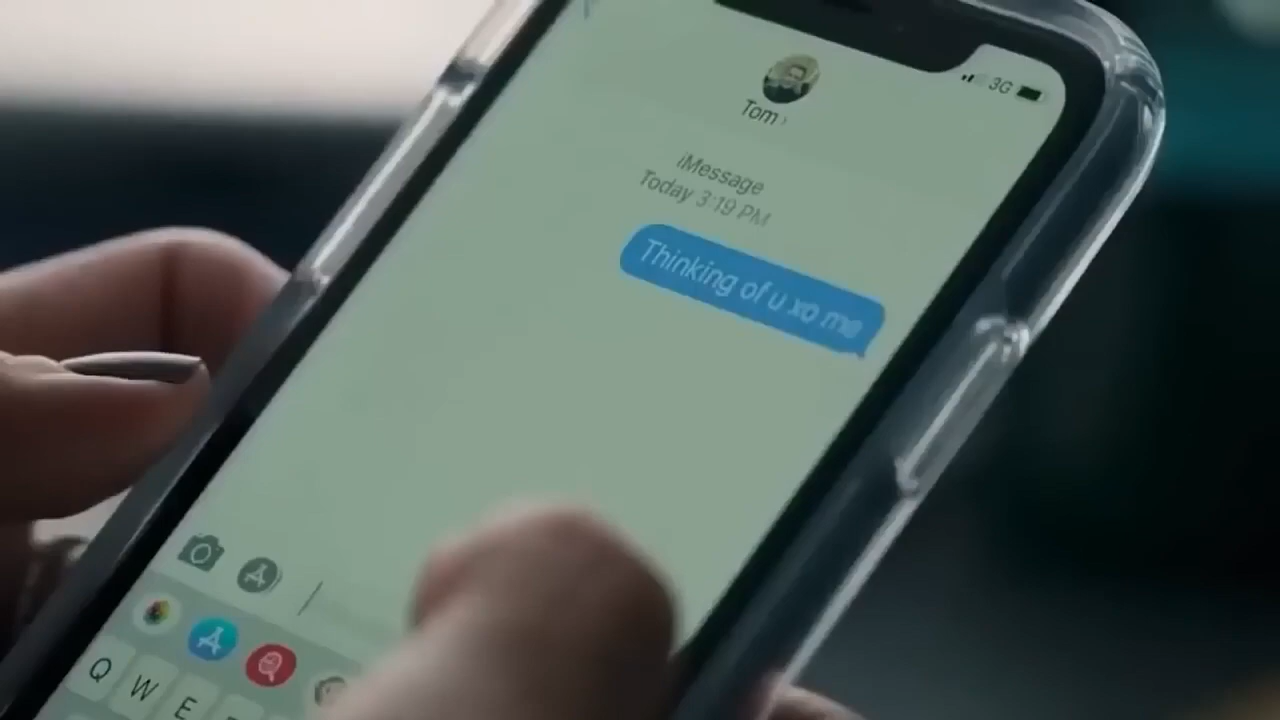 3G
Tom
iMessage
Today 3:19 PM
Thinking of u xo me
Q W E